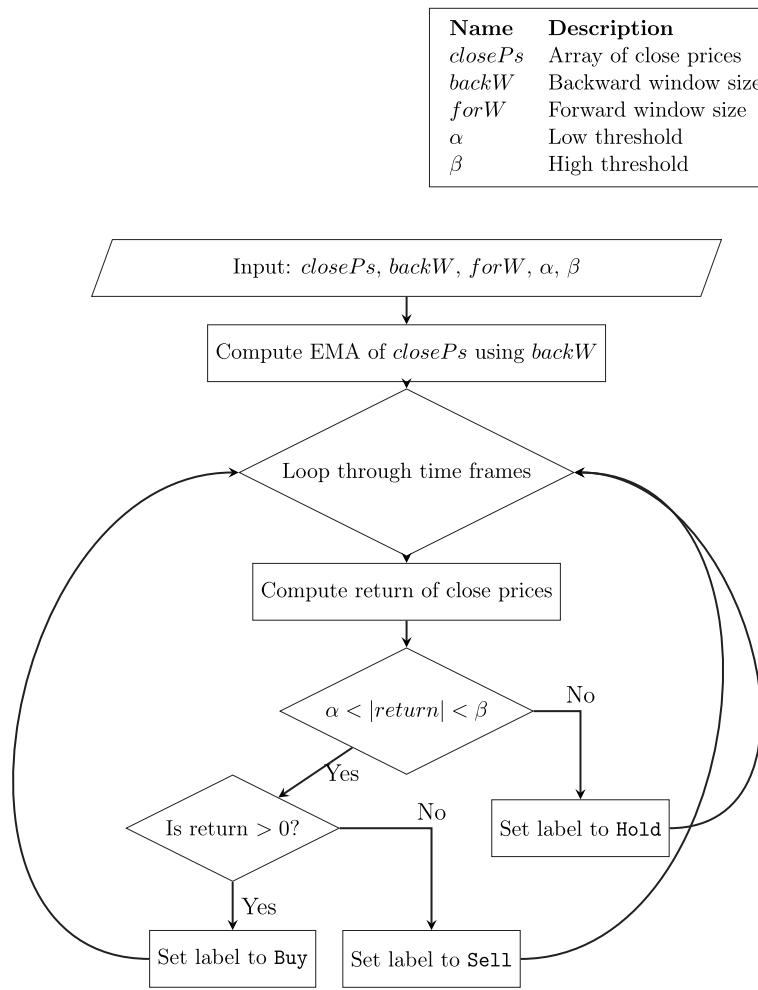 Name Description
closePs Array of close prices
backW Backward window size
forW Forward window size
α Low threshold
β High threshold
Input: closePs, backW, forW, α, β
Compute EMA of closePs using backW
Loop through time frames
Compute return of close prices
α < |return| < β
No
Yes
Is return > 0?
No
Set label to Hold
Yes
Set label to Buy
Set label to Sell